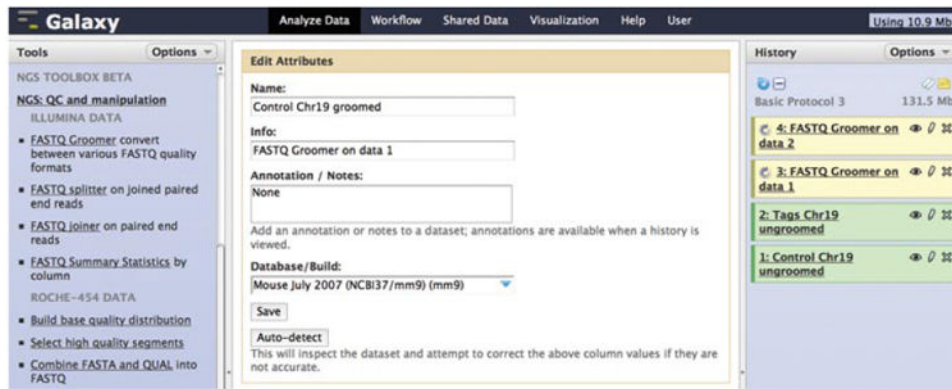 Galaxy
Analyze Data Workflow Shared Data Visualization Help User
Using 10.9 Mb
Tools
Options
NGS TOOLBOX BETA
NGS: QC and manipulation
ILLUMINA DATA
FASTQ Groomer convert
between various FASTQ quality
formats
FASTQ splitter on joined paired
end reads
FASTQ joiner on paired end
reads
FASTQ Summary Statistics by
column
ROCHE-454 DATA
Build base quality distribution
Select high quality segments
Combine FASTA and QUAL into
FASTQ
Edit Attributes
Name:
Control Chr19 groomed
Info:
FASTQ Groomer on data 1
Annotation / Notes:
None
Add an annotation or notes to a dataset; annotations are available when a history is
viewed.
Database/Build:
Mouse July 2007 (NCBI37/mm9) (mm9)
Save
Auto-detect
This will inspect the dataset and attempt to correct the above column values if they are
not accurate.
History
Options
Basic Protocol 3 131.5 Mb
4: FASTQ Groomer on
data 2
3: FASTQ Groomer on
data 1
2: Tags Chr19
ungroomed
1: Control Chr19
ungroomed